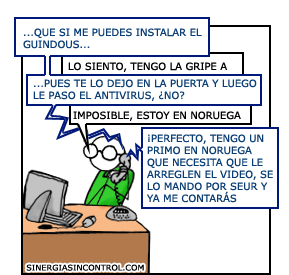 ...QUE SI ME PUEDES INSTALAR EL
GUINDOUS...
LO SIENTO, TENGO LA GRIPE A
...PUES TE LO DEJO EN LA PUERTA Y LUEGO
LE PASO EL ANTIVIRUS, ¿NO?
IMPOSIBLE, ESTOY EN NORUEGA
¡PERFECTO, TENGO UN
PRIMO EN NORUEGA
QUE NECESITA QUE LE
ARREGLEN EL VIDEO, SE
LO MANDO POR SEUR Y
YA ME CONTARÁS
SINERGIASINCONTROL.COM